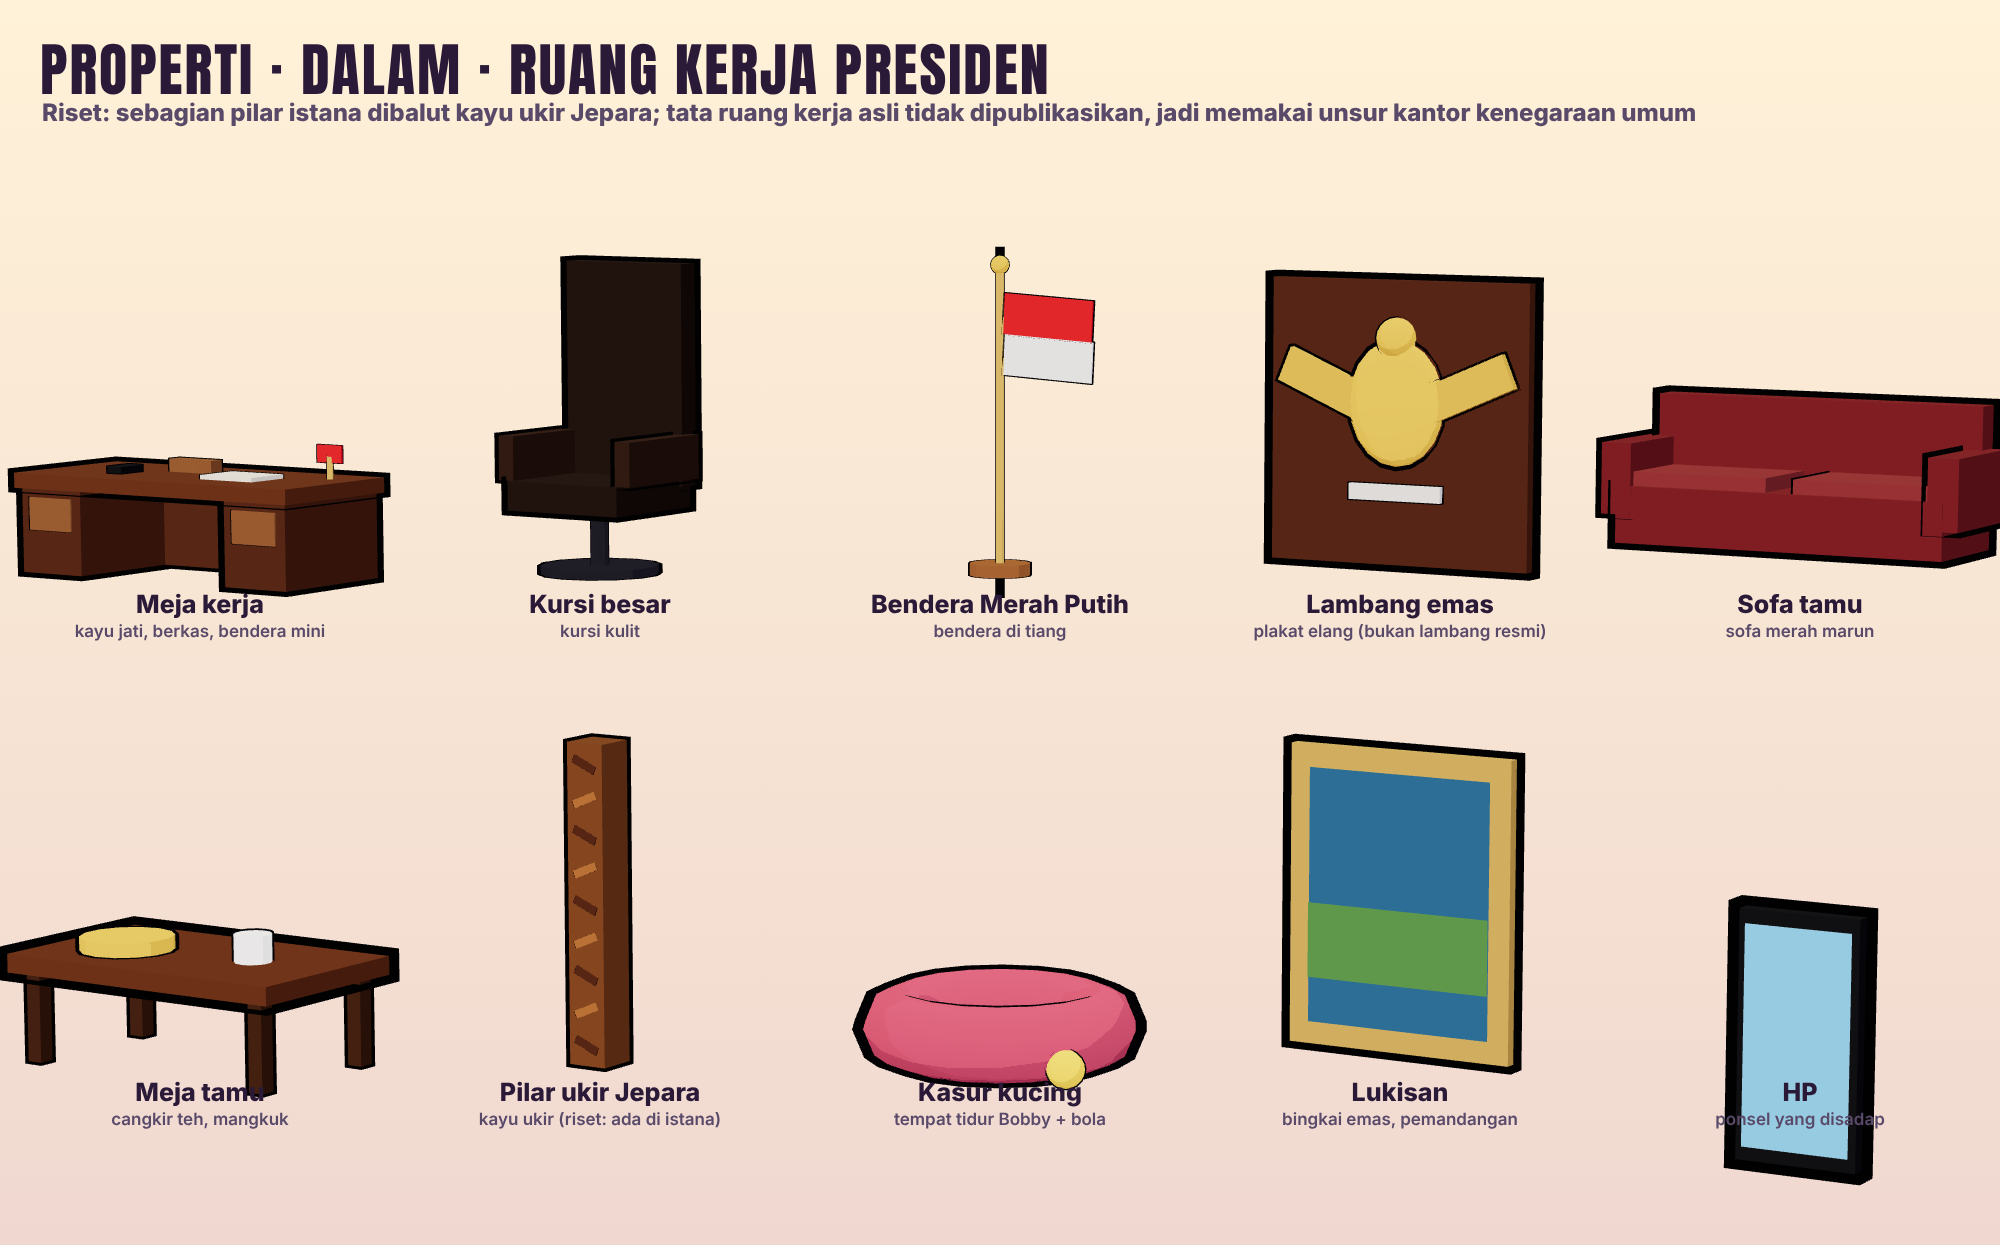 PROPERTI · DALAM · RUANG KERJA PRESIDEN
Riset: sebagian pilar istana dibalut kayu ukir Jepara; tata ruang kerja asli tidak dipublikasikan, jadi memakai unsur kantor kenegaraan umum
Meja kerja
kayu jati, berkas, bendera mini
Kursi besar
kursi kulit
Bendera Merah Putih
bendera di tiang
Lambang emas
plakat elang (bukan lambang resmi)
Sofa tamu
sofa merah marun
Meja tamu
cangkir teh, mangkuk
Pilar ukir Jepara
kayu ukir (riset: ada di istana)
Kasur kucing
tempat tidur Bobby + bola
Lukisan
bingkai emas, pemandangan
HP
ponsel yang disadap